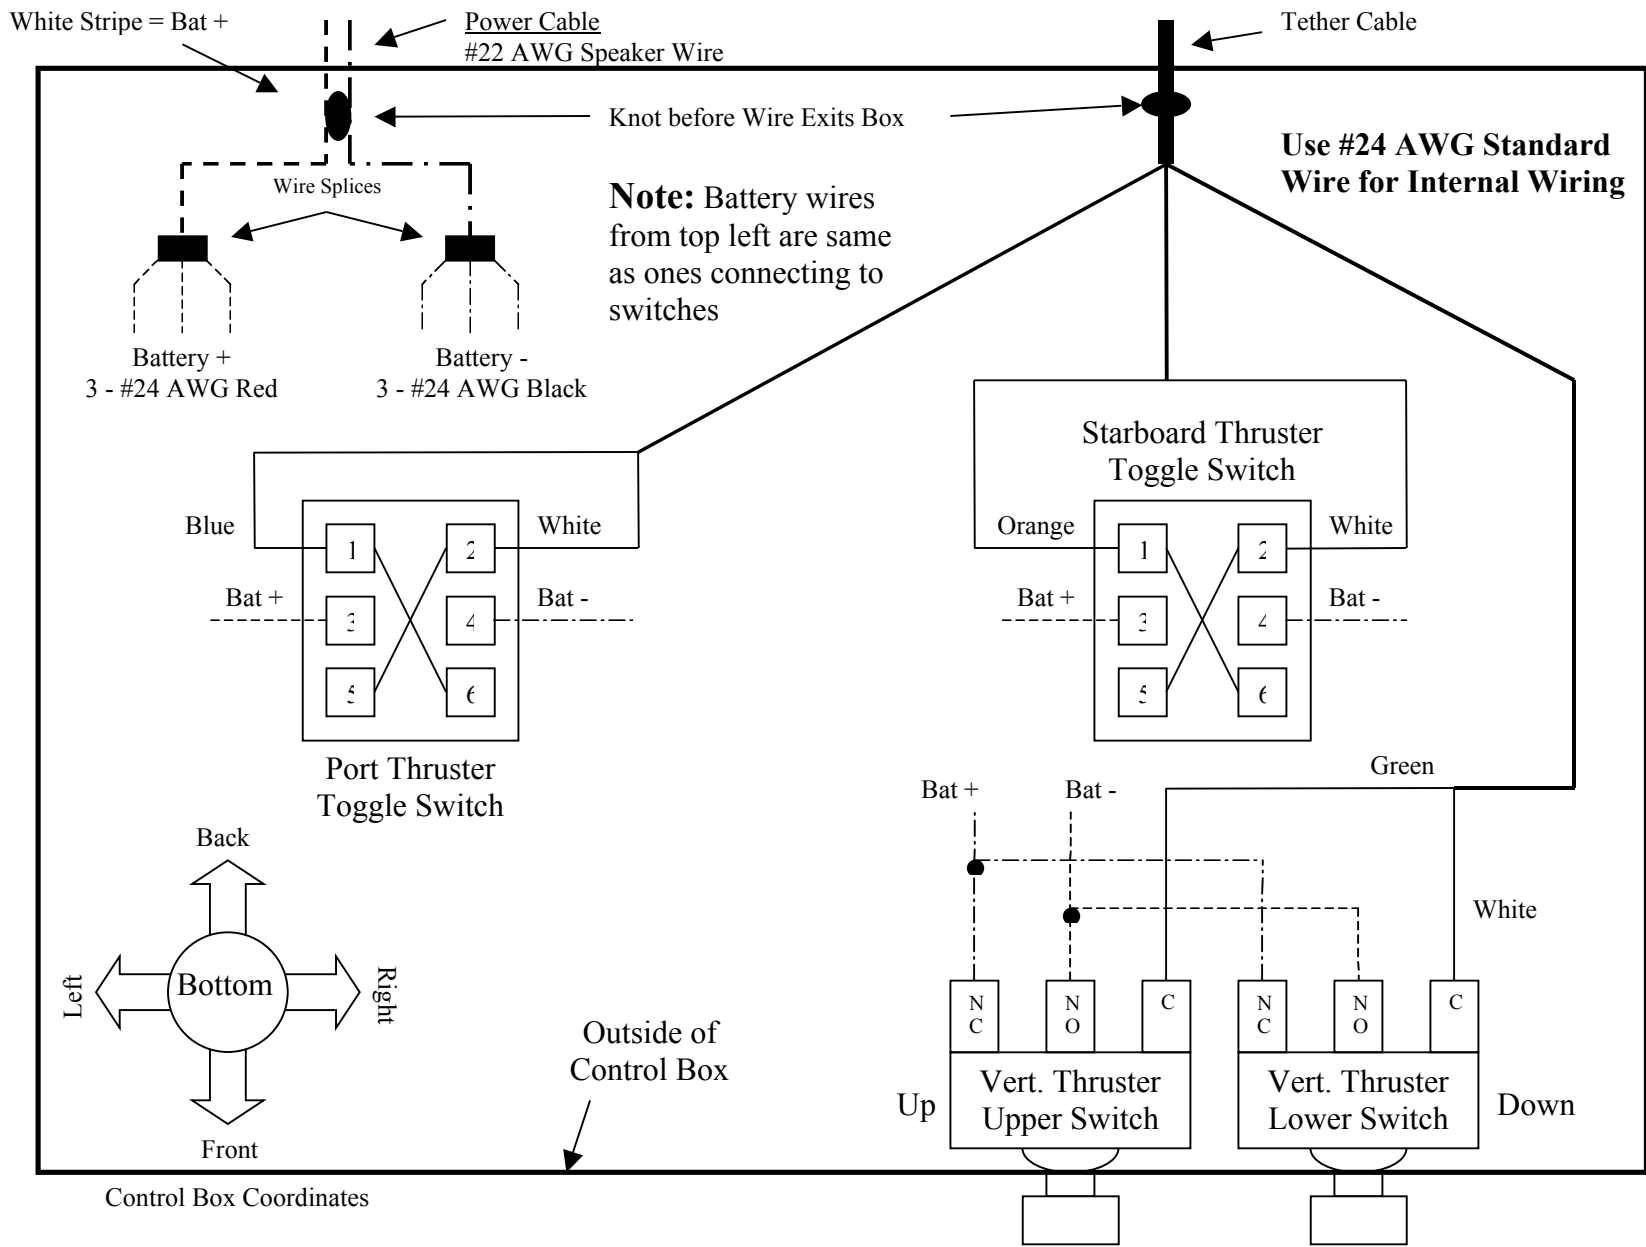 White Stripe = Bat +
Power Cable
#22 AWG Speaker Wire
Tether Cable
Knot before Wire Exits Box
Use #24 AWG Standard
Wire for Internal Wiring
Wire Splices
Note: Battery wires
from top left are same
as ones connecting to
switches
Battery +
3 - #24 AWG Red
Battery -
3 - #24 AWG Black
Starboard Thruster
Toggle Switch
Blue
1
2
White
Bat +
3
4
Bat -
5
6
Port Thruster
Toggle Switch
Orange
1
2
White
Bat +
3
4
Bat -
5
6
Green
Bat +
Bat -
White
Back
Left
Bottom
Right
Front
Control Box Coordinates
Outside of
Control Box
N
C
N
O
C
N
C
N
O
C
Up
Vert. Thruster
Upper Switch
Vert. Thruster
Lower Switch
Down